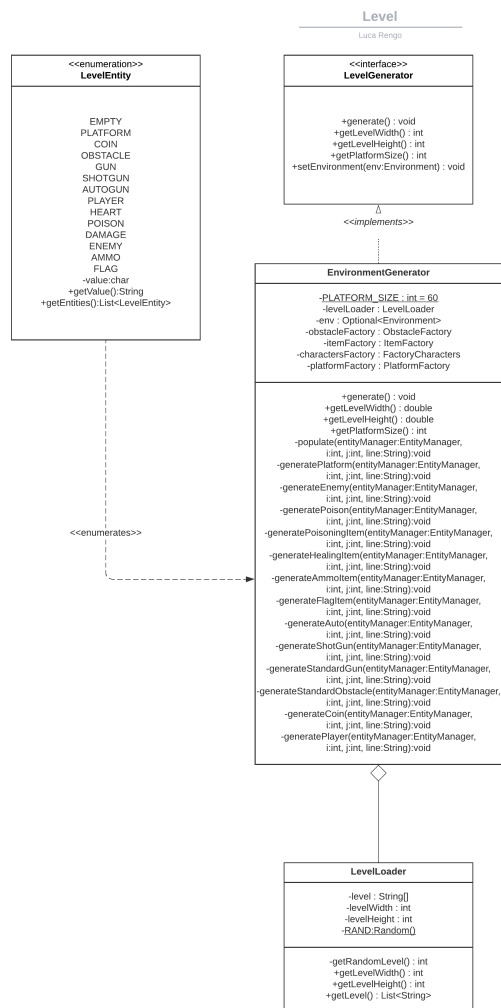 Level
Luca Rengo
<<enumeration>>
LevelEntity
EMPTY
PLATFORM
COIN
OBSTACLE
GUN
SHOTGUN
AUTOGUN
PLAYER
HEART
POISON
DAMAGE
ENEMY
AMMO
FLAG
-value:char
+getValue():String
+getEntities():List<LevelEntity>
<<interface>>
LevelGenerator
+generate() : void
+getLevelWidth() : int
+getLevelHeight() : int
+getPlatformSize() : int
+setEnvironment(env:Environment) : void
<<implements>>
EnvironmentGenerator
-PLATFORM_SIZE : int = 60
-levelLoader : LevelLoader
-env : Optional<Environment>
-obstacleFactory : ObstacleFactory
-itemFactory : ItemFactory
-charactersFactory : FactoryCharacters
-platformFactory : PlatformFactory
+generate() : void
+getLevelWidth() : double
+getLevelHeight() : double
+getPlatformSize() : int
-populate(entityManager:EntityManager,
i:int, j:int, line:String):void
-generatePlatform(entityManager:EntityManager,
i:int, j:int, line:String):void
-generateEnemy(entityManager:EntityManager,
i:int, j:int, line:String):void
-generatePoison(entityManager:EntityManager,
i:int, j:int, line:String):void
-generatePoisoningItem(entityManager:EntityManager,
i:int, j:int, line:String):void
-generateHealingItem(entityManager:EntityManager,
i:int, j:int, line:String):void
-generateAmmoItem(entityManager:EntityManager,
i:int, j:int, line:String):void
-generateFlagItem(entityManager:EntityManager,
i:int, j:int, line:String):void
-generateAuto(entityManager:EntityManager,
i:int, j:int, line:String):void
-generateShotGun(entityManager:EntityManager,
i:int, j:int, line:String):void
-generateStandardGun(entityManager:EntityManager,
i:int, j:int, line:String):void
-generateStandardObstacle(entityManager:EntityManager,
i:int, j:int, line:String):void
-generateCoin(entityManager:EntityManager,
i:int, j:int, line:String):void
-generatePlayer(entityManager:EntityManager,
i:int, j:int, line:String):void
<<enumerates>>
LevelLoader
-level : String[]
-levelWidth : int
-levelHeight : int
-RAND:Random()
-getRandomLevel() : int
+getLevelWidth() : int
+getLevelHeight() : int
+getLevel() : List<String>